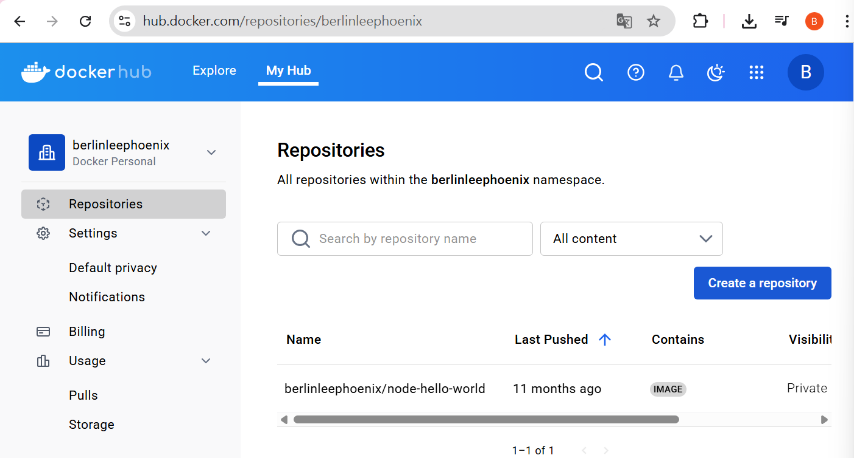 hub.docker.com/repositories/berlinleephoenix
B
dockerhub
Explore
My Hub
B
berlinleephoenix
Docker Personal
Repositories
Settings
Default privacy
Notifications
Billing
Usage
Pulls
Storage
Repositories
All repositories within the berlinleephoenix namespace.
Search by repository name
All content
Create a repository
Name Last Pushed Contains Visibilit
berlinleephoenix/node-hello-world 11 months ago IMAGE Private
1–1 of 1